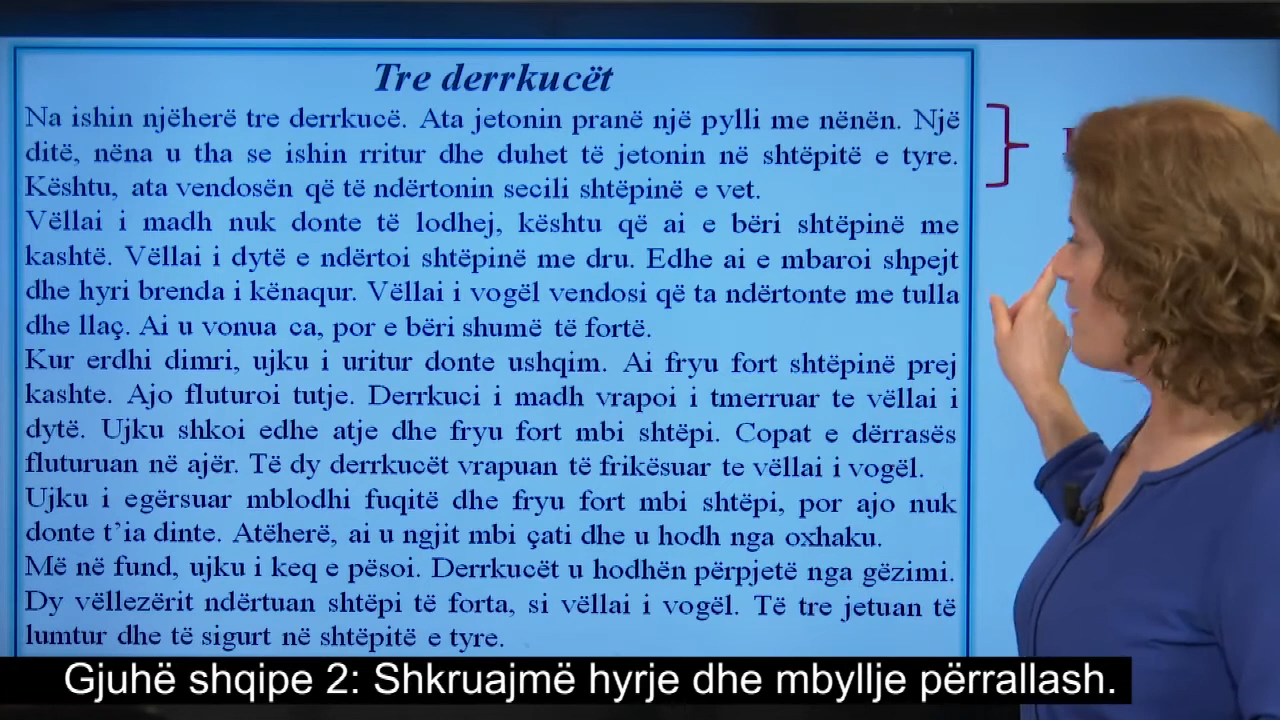 Tre derrkucët
Na ishin njëherë tre derrkucë. Ata jetonin pranë një pylli me nënën. Një
ditë, nëna u tha se ishin rritur dhe duhet të jetonin në shtëpitë e tyre.
Kështu, ata vendosën që të ndërtonin secili shtëpinë e vet.
Vëllai i madh nuk donte të lodhej, kështu që ai e bëri shtëpinë me
kashtë. Vëllai i dytë e ndërtoi shtëpinë me dru. Edhe ai e mbaroi shpejt
dhe hyri brenda i kënaqur. Vëllai i vogël vendosi që ta ndërtonte me tulla
dhe llaç. Ai u vonua ca, por e bëri shumë të fortë.
Kur erdhi dimri, ujku i uritur donte ushqim. Ai fryu fort shtëpinë prej
kashte. Ajo fluturoi tutje. Derrkuci i madh vrapoi i tmerruar te vëllai i
dytë. Ujku shkoi edhe atje dhe fryu fort mbi shtëpi. Copat e dërrasës
fluturuan në ajër. Të dy derrkucët vrapuan të frikësuar te vëllai i vogël.
Ujku i egërsuar mblodhi fuqitë dhe fryu fort mbi shtëpi, por ajo nuk
donte t’ia dinte. Atëherë, ai u ngjit mbi çati dhe u hodh nga oxhaku.
Më në fund, ujku i keq e pësoi. Derrkucët u hodhën përpjetë nga gëzimi.
Dy vëllezërit ndërtuan shtëpi të forta, si vëllai i vogël. Të tre jetuan të
lumtur dhe të sigurt në shtëpitë e tyre.
Gjuhë shqipe 2: Shkruajmë hyrje dhe mbyllje përrallash.